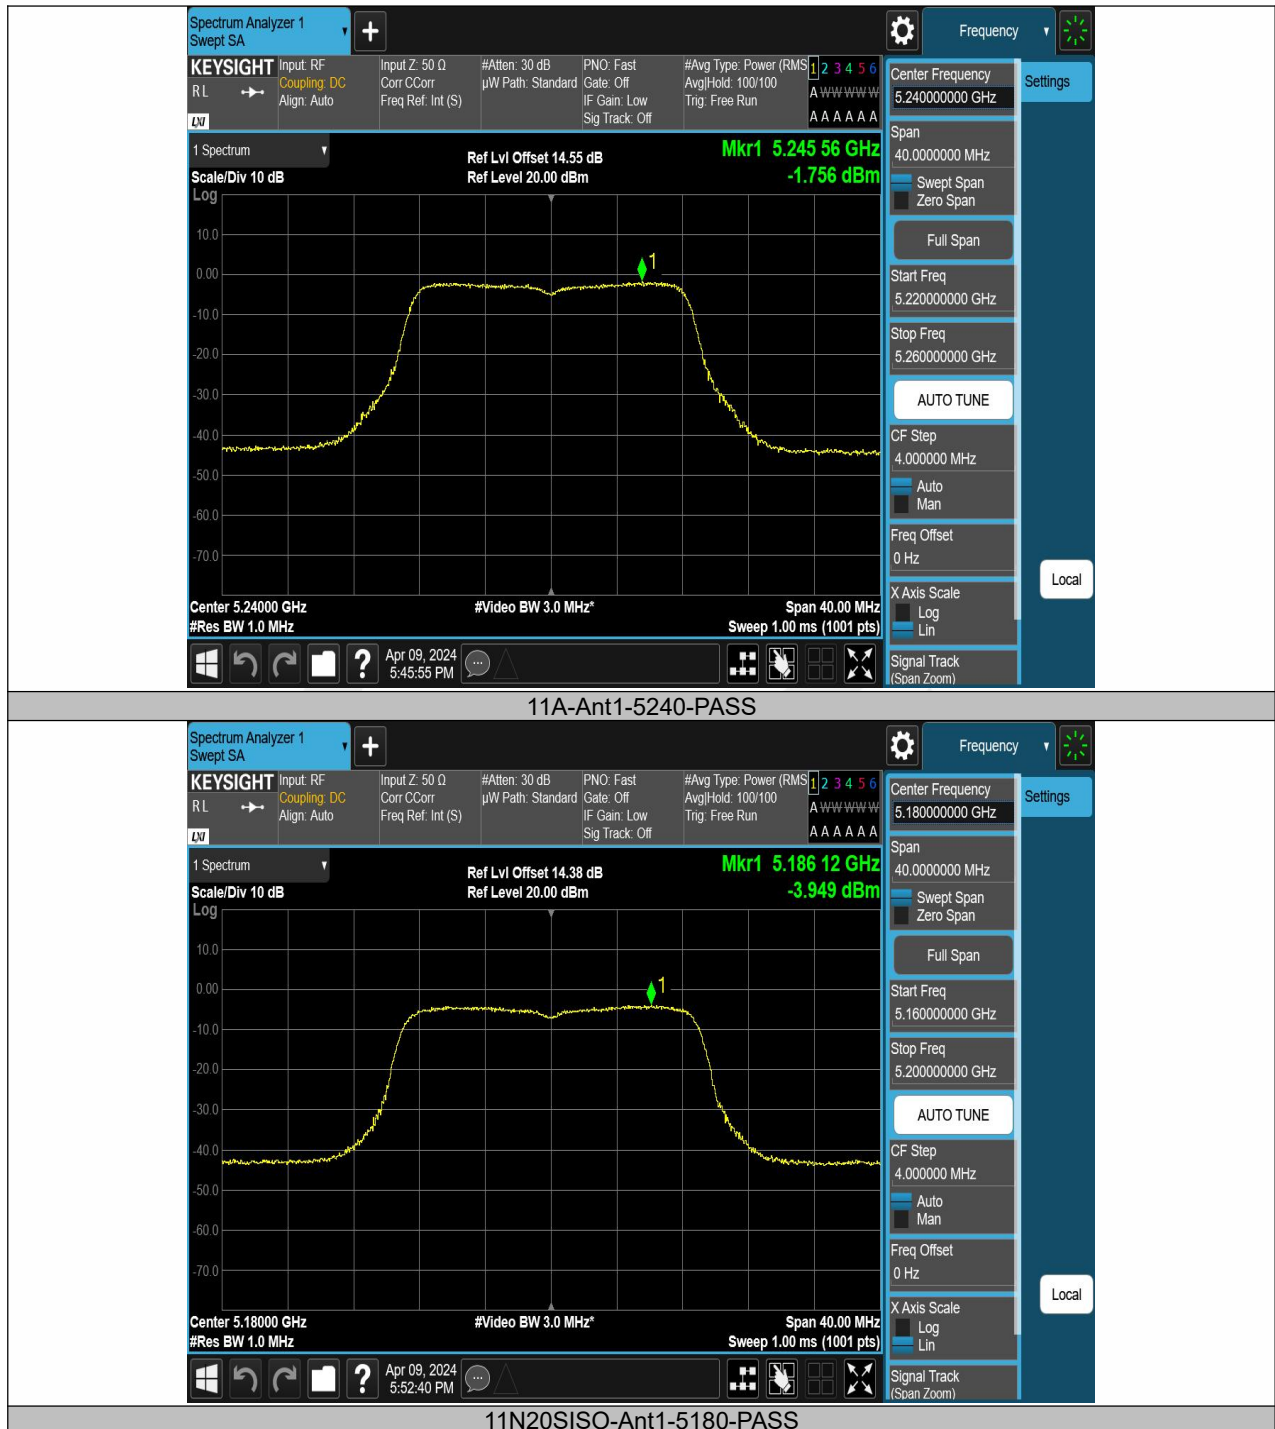 Spectrum Analyzer 1
Swept SA
+
Frequency
KEYSIGHT
RL
LXI
Input: RF
Coupling: DC
Align: Auto
Input Z: 50 Ω
Corr CCorr
Freq Ref: Int (S)
#Atten: 30 dB
µW Path: Standard
PNO: Fast
Gate: Off
IF Gain: Low
Sig Track: Off
#Avg Type: Power (RMS
Avg|Hold: 100/100
Trig: Free Run
1 2 3 4 5 6
A W W W W W
A A A A A A
Center Frequency
5.240000000 GHz
Settings
1 Spectrum
Scale/Div 10 dB
Ref Lvl Offset 14.55 dB
Ref Level 20.00 dBm
Mkr1 5.245 56 GHz
-1.756 dBm
Log
10.0
0.00
-10.0
-20.0
-30.0
-40.0
-50.0
-60.0
-70.0
1
Span
40.0000000 MHz
Swept Span
Zero Span
Full Span
Start Freq
5.220000000 GHz
Stop Freq
5.260000000 GHz
AUTO TUNE
CF Step
4.000000 MHz
Auto
Man
Freq Offset
0 Hz
X Axis Scale
Log
Lin
Signal Track
(Span Zoom)
Local
Center 5.24000 GHz
#Video BW 3.0 MHz*
Span 40.00 MHz
#Res BW 1.0 MHz
Sweep 1.00 ms (1001 pts)
?
Apr 09, 2024
5:45:55 PM
11A-Ant1-5240-PASS
Spectrum Analyzer 1
Swept SA
+
Frequency
KEYSIGHT
RL
LXI
Input: RF
Coupling: DC
Align: Auto
Input Z: 50 Ω
Corr CCorr
Freq Ref: Int (S)
#Atten: 30 dB
µW Path: Standard
PNO: Fast
Gate: Off
IF Gain: Low
Sig Track: Off
#Avg Type: Power (RMS
Avg|Hold: 100/100
Trig: Free Run
1 2 3 4 5 6
A W W W W W
A A A A A A
Center Frequency
5.180000000 GHz
Settings
1 Spectrum
Scale/Div 10 dB
Ref Lvl Offset 14.38 dB
Ref Level 20.00 dBm
Mkr1 5.186 12 GHz
-3.949 dBm
Log
10.0
0.00
-10.0
-20.0
-30.0
-40.0
-50.0
-60.0
-70.0
1
Span
40.0000000 MHz
Swept Span
Zero Span
Full Span
Start Freq
5.160000000 GHz
Stop Freq
5.200000000 GHz
AUTO TUNE
CF Step
4.000000 MHz
Auto
Man
Freq Offset
0 Hz
X Axis Scale
Log
Lin
Signal Track
(Span Zoom)
Local
Center 5.18000 GHz
#Video BW 3.0 MHz*
Span 40.00 MHz
#Res BW 1.0 MHz
Sweep 1.00 ms (1001 pts)
?
Apr 09, 2024
5:52:40 PM
11N20SISO-Ant1-5180-PASS